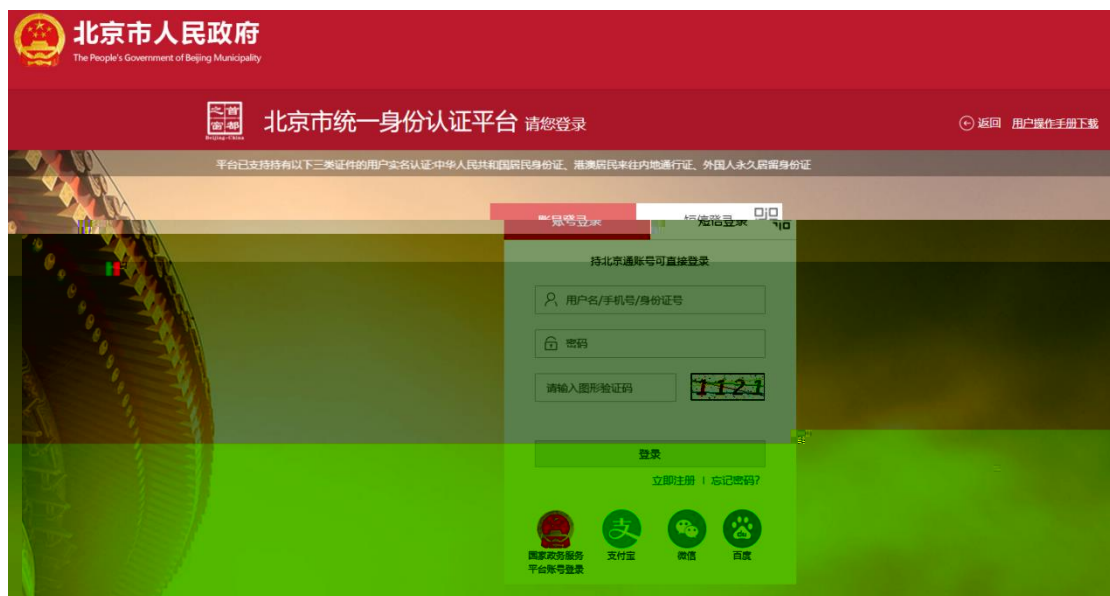 北京市人民政府
The People's Government of Beijing Municipality
首都之窗
Beijing-China
北京市统一身份认证平台 请您登录
返回 用户操作手册下载
平台已支持持有以下三类证件的用户实名认证:中华人民共和国居民身份证、港澳居民来往内地通行证、外国人永久居留身份证
账号登录 短信登录
持北京通账号可直接登录
用户名/手机号/身份证号
密码
请输入图形验证码 1121
登录
立即注册 | 忘记密码?
国家政务服务
平台账号登录
支付宝
微信
百度